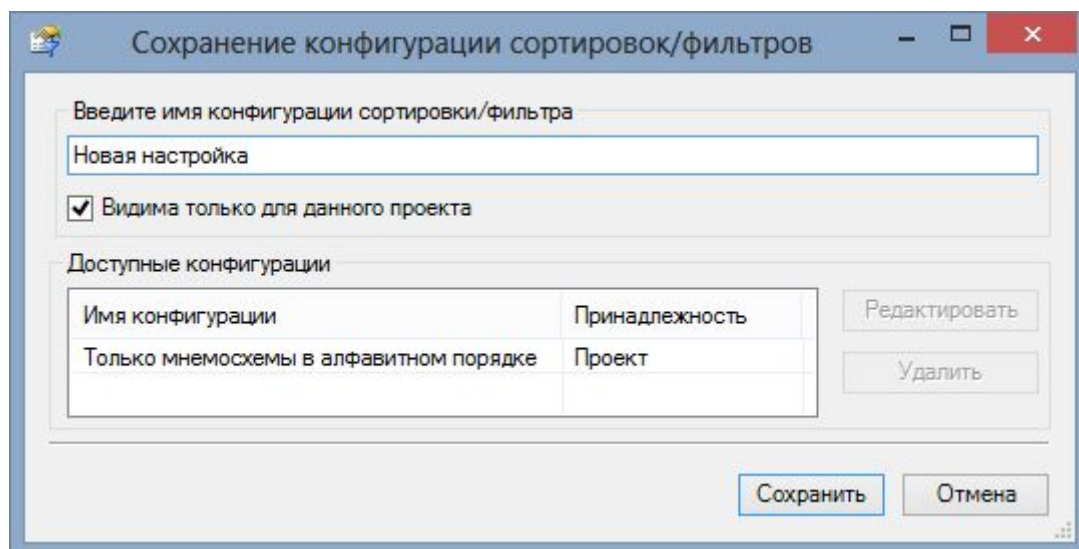 Сохранение конфигурации сортировок/фильтров
Введите имя конфигурации сортировки/фильтра
Новая настройка
Видима только для данного проекта
Доступные конфигурации
Имя конфигурации Принадлежность
Только мнемосхемы в алфавитном порядке Проект
Редактировать
Удалить
Сохранить Отмена